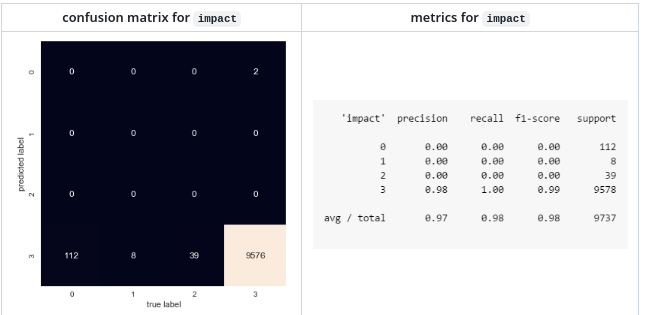 confusion matrix for impact
metrics for impact
0 0 0 2
0
0 0 0 0
1
0 0 0 0
2
112 8 39 9576
3
0 1 2 3
true label
predicted label
'impact' precision recall f1-score support
0 0.00 0.00 0.00 112
1 0.00 0.00 0.00 8
2 0.00 0.00 0.00 39
3 0.98 1.00 0.99 9578
avg / total 0.97 0.98 0.98 9737